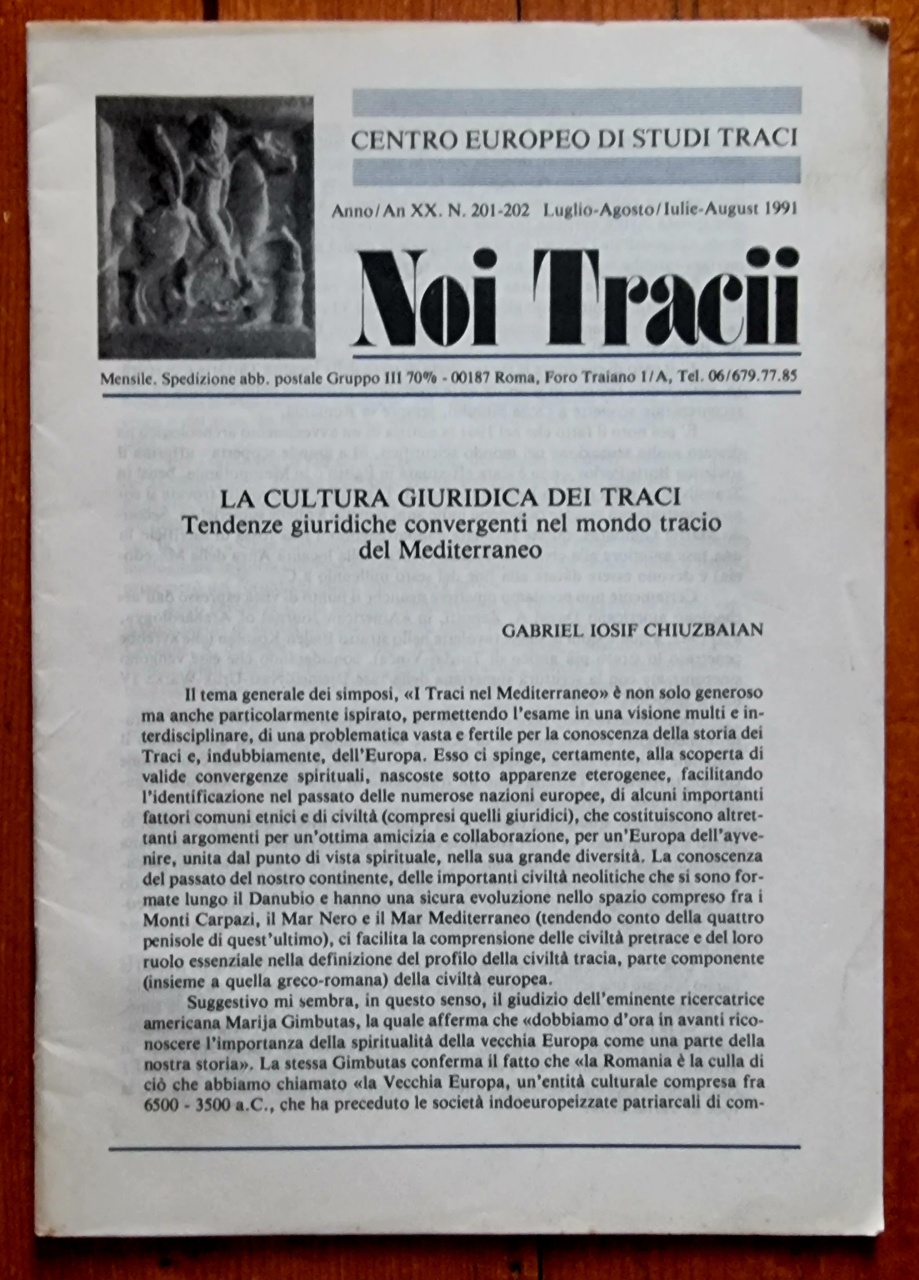 CENTRO EUROPEO DI STUDI TRACI
Anno/An XX. N. 201-202 Luglio-Agosto/Iulie-August 1991
Noi Tracii
Mensile. Spedizione abb. postale Gruppo III 70% - 00187 Roma, Foro Traiano 1/A, Tel. 06/679.77.85
LA CULTURA GIURIDICA DEI TRACI
Tendenze giuridiche convergenti nel mondo tracio
del Mediterraneo
GABRIEL IOSIF CHIUZBAIAN
Il tema generale dei simposi, «I Traci nel Mediterraneo» è non solo generoso
ma anche particolarmente ispirato, permettendo l'esame in una visione multi e in-
terdisciplinare, di una problematica vasta e fertile per la conoscenza della storia dei
Traci e, indubbiamente, dell'Europa. Esso ci spinge, certamente, alla scoperta di
valide convergenze spirituali, nascoste sotto apparenze eterogenee, facilitando
l'identificazione nel passato delle numerose nazioni europee, di alcuni importanti
fattori comuni etnici e di civiltà (compresi quelli giuridici), che costituiscono altret-
tanti argomenti per un'ottima amicizia e collaborazione, per un'Europa dell'ayve-
nire, unita dal punto di vista spirituale, nella sua grande diversità. La conoscenza
del passato del nostro continente, delle importanti civiltà neolitiche che si sono for-
mate lungo il Danubio e hanno una sicura evoluzione nello spazio compreso fra i
Monti Carpazi, il Mar Nero e il Mar Mediterraneo (tendendo conto della quattro
penisole di quest'ultimo), ci facilita la comprensione delle civiltà pretrace e del loro
ruolo essenziale nella definizione del profilo della civiltà tracia, parte componente
(insieme a quella greco-romana) della civiltà europea.
Suggestivo mi sembra, in questo senso, il giudizio dell'eminente ricercatrice
americana Marija Gimbutas, la quale afferma che «dobbiamo d'ora in avanti rico-
noscere l'importanza della spiritualità della vecchia Europa come una parte della
nostra storia». La stessa Gimbutas conferma il fatto che «la Romania è la culla di
ciò che abbiamo chiamato «la Vecchia Europa, un'entità culturale compresa fra
6500 - 3500 a.C., che ha preceduto le società indoeuropeizzate patriarcali di com-